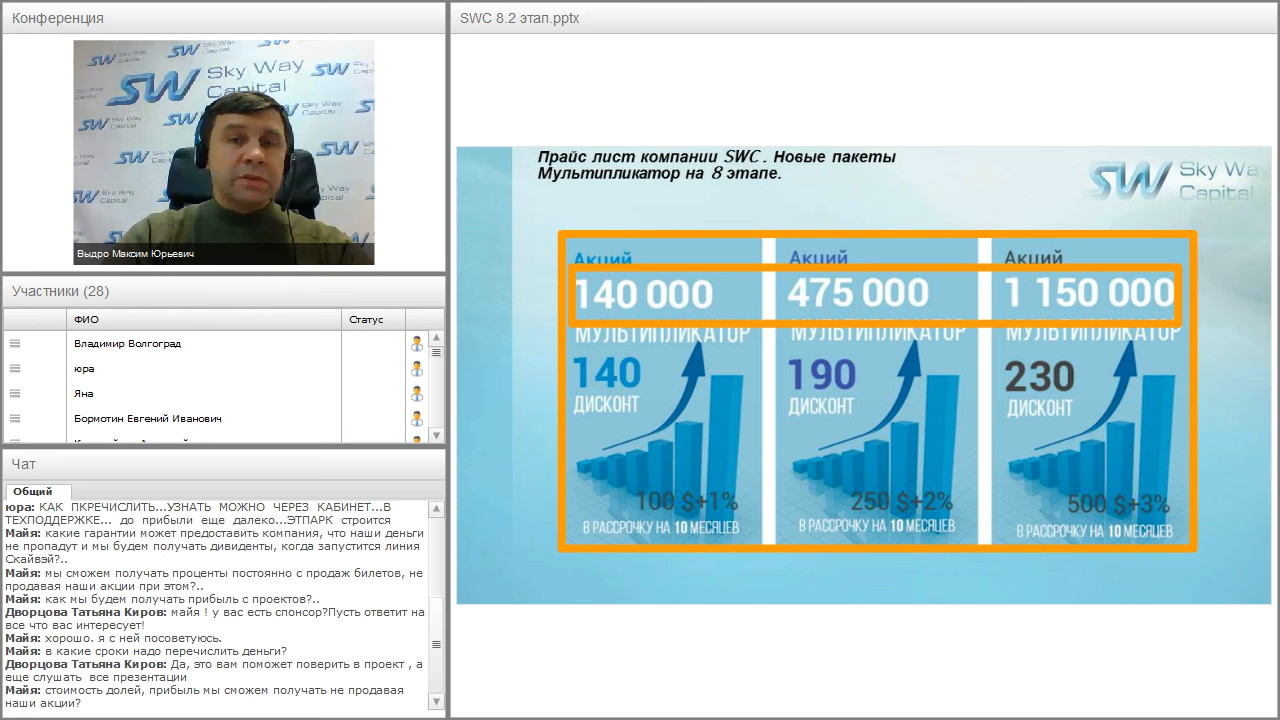 Конференция
SW Sky Way
Capital
Выдро Максим Юрьевич
Участники (28)
ФИО
Статус
Владимир Волгоград
юра
Яна
Бормотин Евгений Иванович
Чат
Общий
юра: КАК ПКРЕЧИСЛИТЬ...УЗНАТЬ МОЖНО ЧЕРЕЗ КАБИНЕТ...В
ТЕХПОДДЕРЖКЕ... до прибыли еще далеко...ЭТПАРК строится
Майя: какие гарантии может предоставить компания, что наши деньги
не пропадут и мы будем получать дивиденты, когда запустится линия
Скайвэй?..
Майя: мы сможем получать проценты постоянно с продаж билетов, не
продавая наши акции при этом?..
Майя: как мы будем получать прибыль с проектов?..
Дворцова Татьяна Киров: майя ! у вас есть спонсор?Пусть ответит на
все что вас интересует!
Майя: хорошо. я с ней посоветуюсь.
Майя: в какие сроки надо перечислить деньги?
Дворцова Татьяна Киров: Да, это вам поможет поверить в проект , а
еще слушать все презентации
Майя: стоимость долей, прибыль мы сможем получать не продавая
наши акции?
SWC 8.2 этап.pptx
Прайс лист компании SWC . Новые пакеты
Мультипликатор на 8 этапе.
SW Sky Way
Capital
Акций
140 000
МУЛЬТИПЛИКАТОР
140
ДИСКОНТ
100 $+1%
В РАССРОЧКУ НА 10 МЕСЯЦЕВ
Акций
475 000
МУЛЬТИПЛИКАТОР
190
ДИСКОНТ
250 $+2%
В РАССРОЧКУ НА 10 МЕСЯЦЕВ
Акций
1 150 000
МУЛЬТИПЛИКАТОР
230
ДИСКОНТ
500 $+3%
В РАССРОЧКУ НА 10 МЕСЯЦЕВ